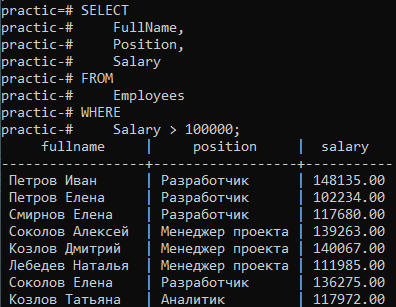 practic=# SELECT
practic-#     FullName,
practic-#     Position,
practic-#     Salary
practic-# FROM
practic-#     Employees
practic-# WHERE
practic-#     Salary > 100000;
fullname | position | salary
-----------------+------------------+-----------
Петров Иван | Разработчик | 148135.00
Петров Елена | Разработчик | 102234.00
Смирнов Елена | Разработчик | 117680.00
Соколов Алексей | Менеджер проекта | 139263.00
Козлов Дмитрий | Менеджер проекта | 140067.00
Лебедев Наталья | Менеджер проекта | 111985.00
Соколов Елена | Разработчик | 136275.00
Козлов Татьяна | Аналитик | 117972.00